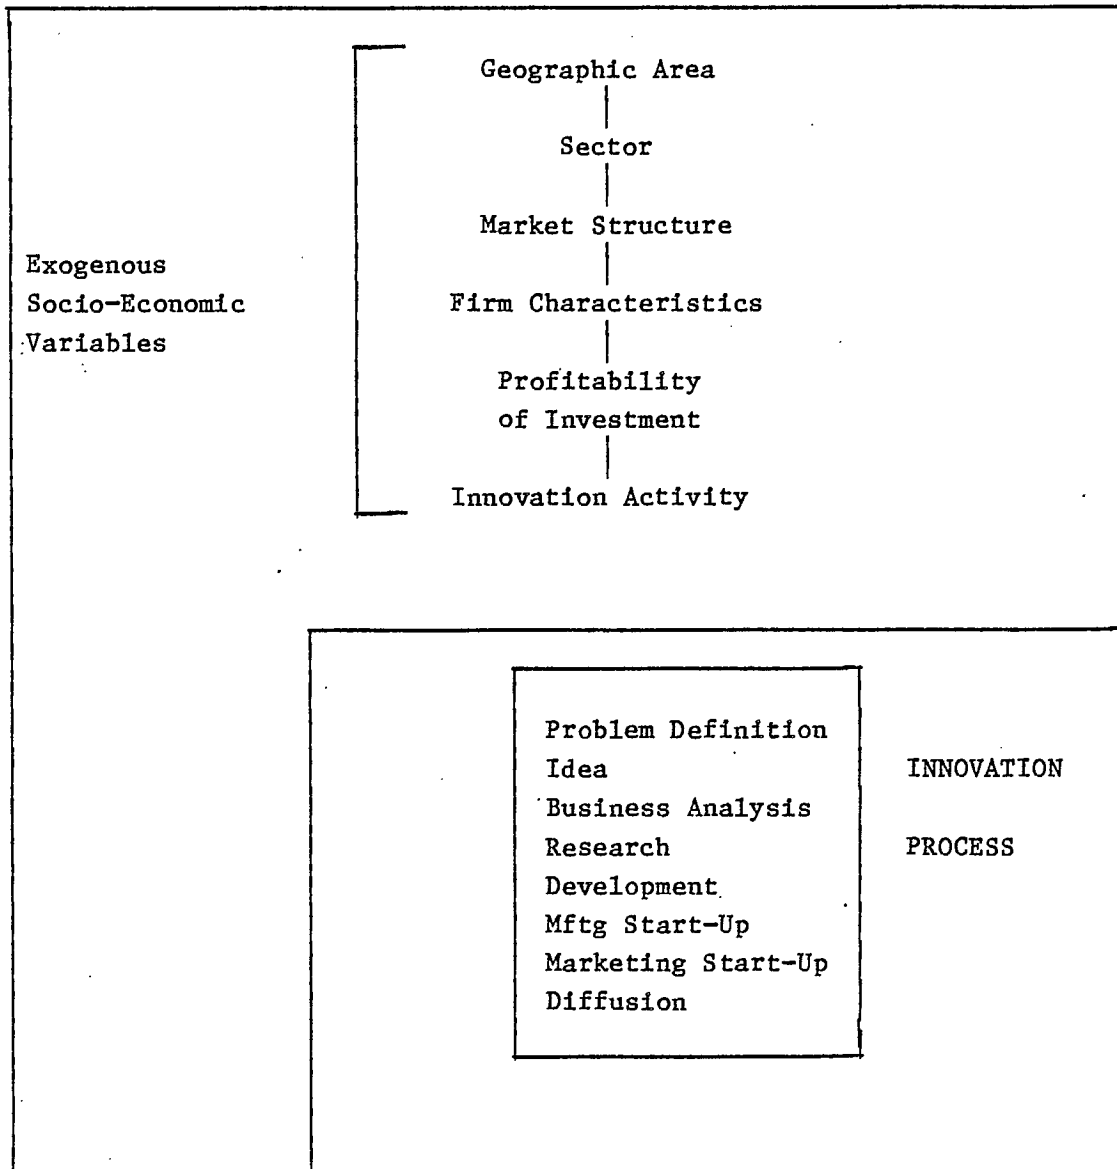 Geographic Area
Sector
Market Structure
Exogenous
Socio-Economic
Variables
Firm Characteristics
Profitability
of Investment
Innovation Activity
Problem Definition
Idea
Business Analysis
Research
Development
Mftg Start-Up
Marketing Start-Up
Diffusion
INNOVATION
PROCESS